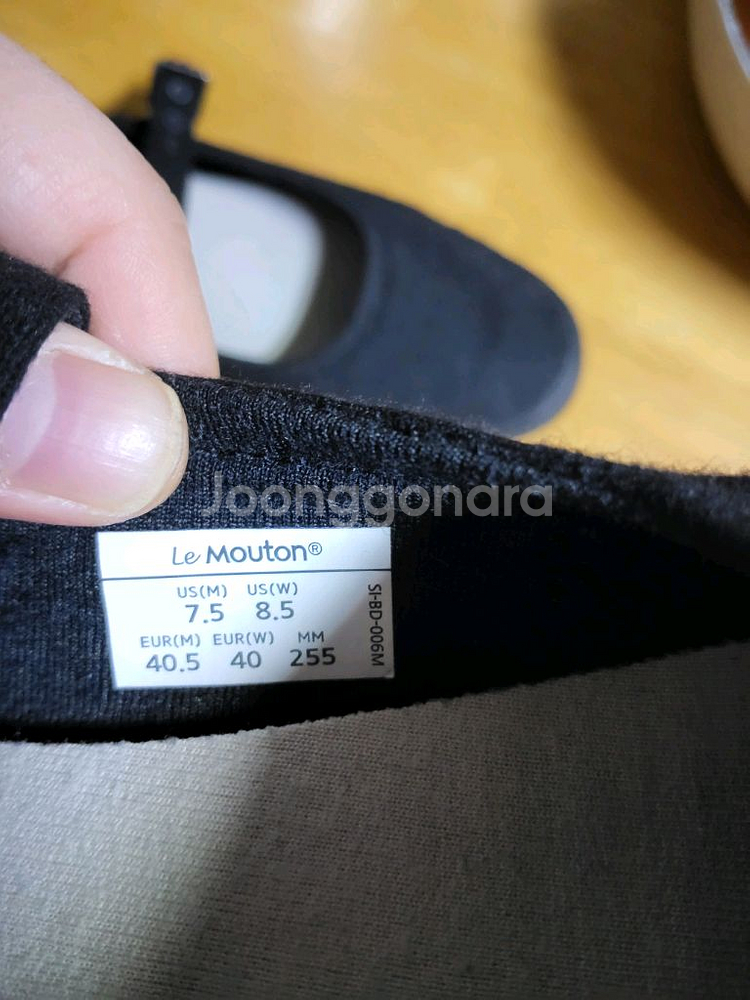 Joonggonara
Le Mouton®
US(M) US(W)
7.5 8.5
EUR(M) EUR(W) MM
40.5 40 255
SI-BD-006M